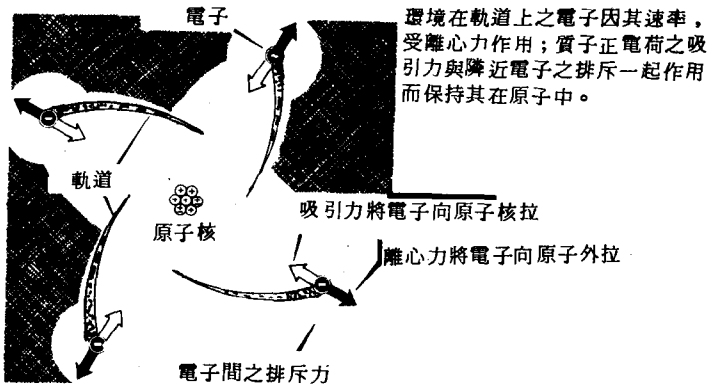 電子
環境在軌道上之電子因其速率，
受離心力作用；質子正電荷之吸
引力與隣近電子之排斥一起作用
而保持其在原子中。
軌道
原子核
吸引力將電子向原子核拉
離心力將電子向原子外拉
電子間之排斥力